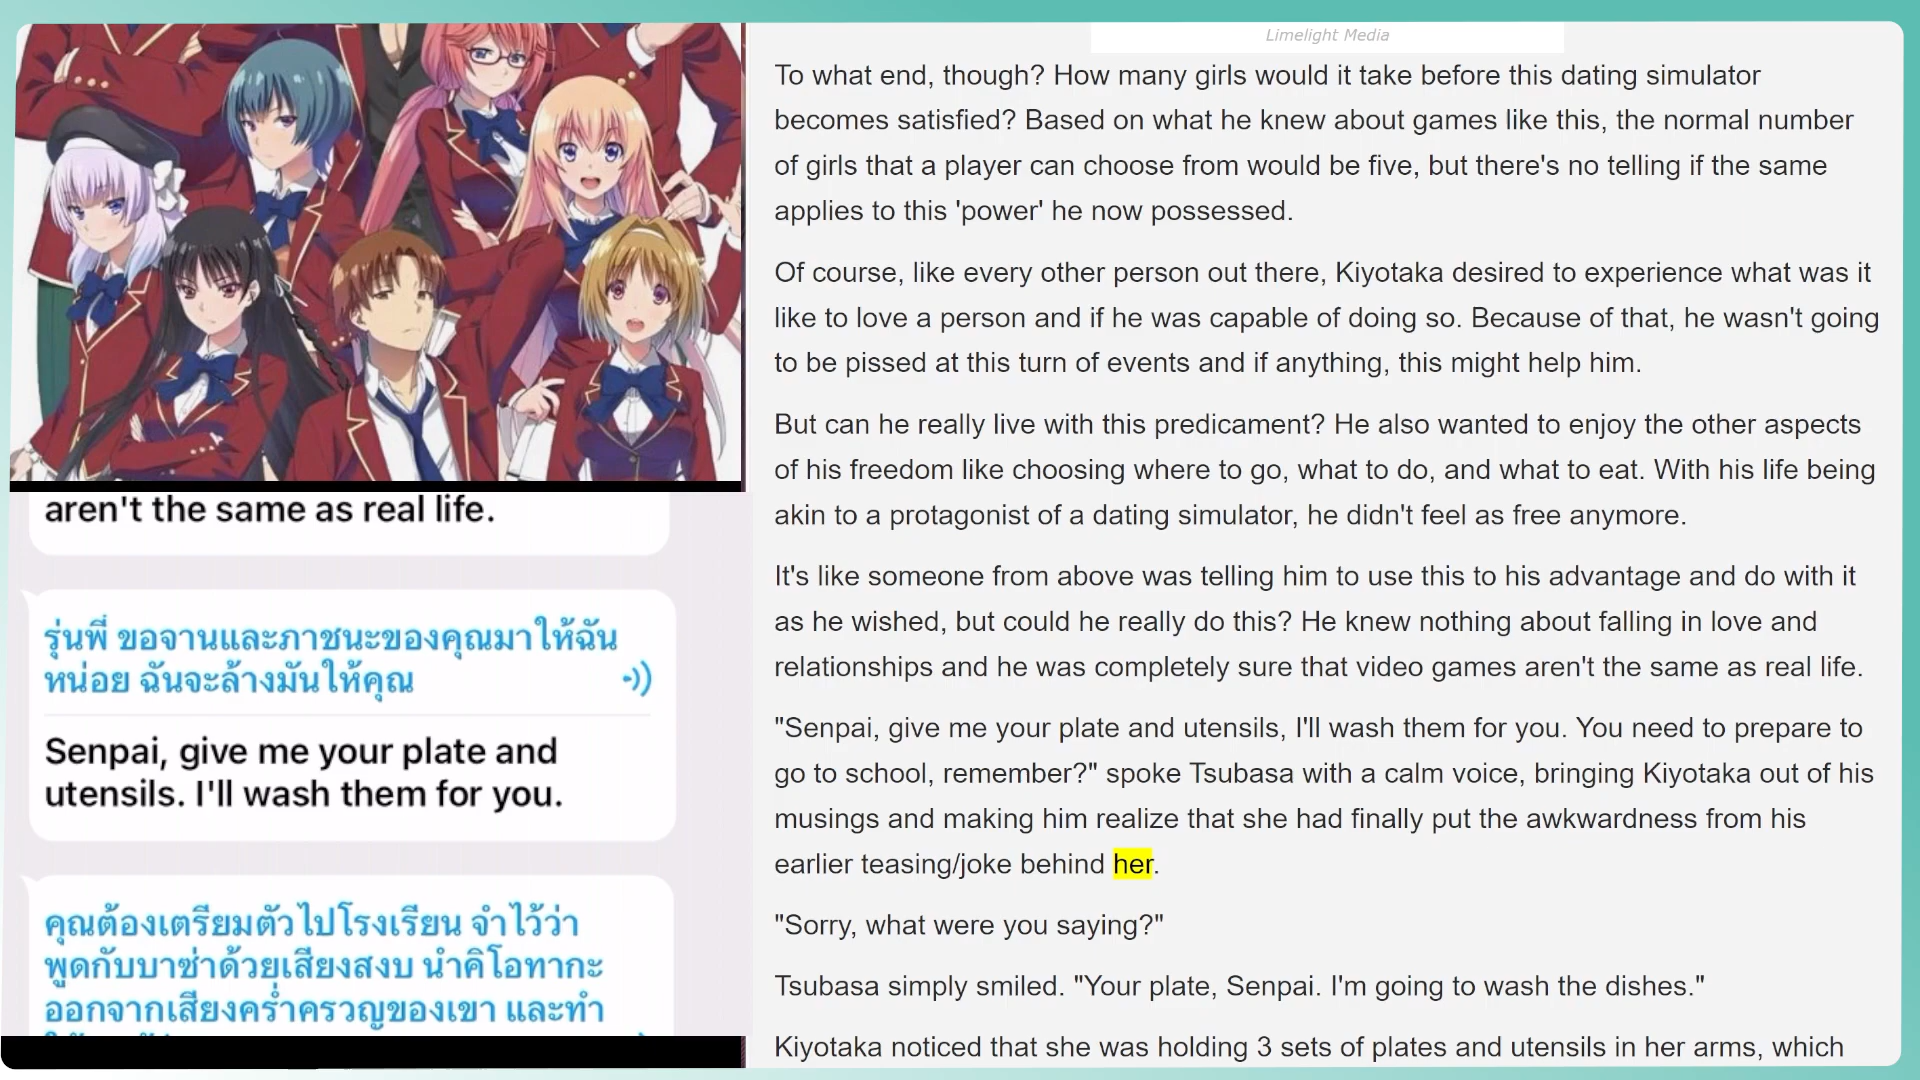 aren't the same as real life.
รุ่นพี่ ขอจานและภาชนะของคุณมาให้ฉัน
หน่อย ฉันจะล้างมันให้คุณ
Senpai, give me your plate and
utensils. I'll wash them for you.
คุณต้องเตรียมตัวไปโรงเรียน จำไว้ว่า
พูดกับบาซ่าด้วยเสียงสงบ นำคิโอทากะ
ออกจากเสียงคร่ำครวญของเขา และทำ
Limelight Media
To what end, though? How many girls would it take before this dating simulator
becomes satisfied? Based on what he knew about games like this, the normal number
of girls that a player can choose from would be five, but there's no telling if the same
applies to this 'power' he now possessed.
Of course, like every other person out there, Kiyotaka desired to experience what was it
like to love a person and if he was capable of doing so. Because of that, he wasn't going
to be pissed at this turn of events and if anything, this might help him.
But can he really live with this predicament? He also wanted to enjoy the other aspects
of his freedom like choosing where to go, what to do, and what to eat. With his life being
akin to a protagonist of a dating simulator, he didn't feel as free anymore.
It's like someone from above was telling him to use this to his advantage and do with it
as he wished, but could he really do this? He knew nothing about falling in love and
relationships and he was completely sure that video games aren't the same as real life.
"Senpai, give me your plate and utensils, I'll wash them for you. You need to prepare to
go to school, remember?" spoke Tsubasa with a calm voice, bringing Kiyotaka out of his
musings and making him realize that she had finally put the awkwardness from his
earlier teasing/joke behind her.
"Sorry, what were you saying?"
Tsubasa simply smiled. "Your plate, Senpai. I'm going to wash the dishes."
Kiyotaka noticed that she was holding 3 sets of plates and utensils in her arms, which